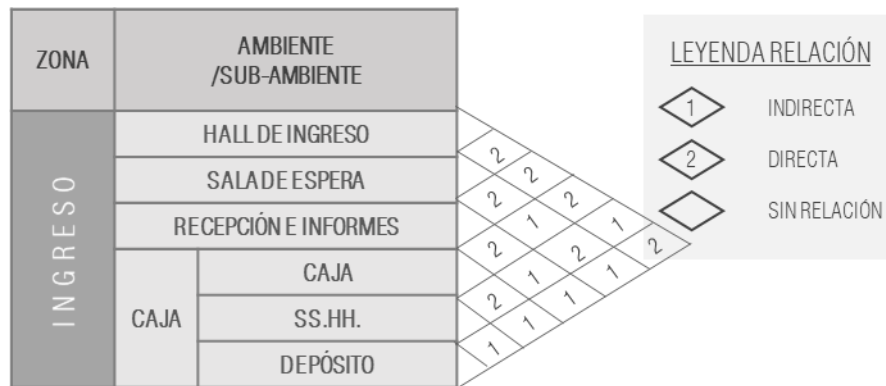 ZONA
AMBIENTE
/SUB-AMBIENTE
INGRESO
HALL DE INGRESO
SALA DE ESPERA
RECEPCIÓN E INFORMES
CAJA
CAJA
SS.HH.
DEPÓSITO
2
2
2
2
2
1
1
2
2
2
1
1
2
1
1
LEYENDA RELACIÓN
1 INDIRECTA
2 DIRECTA
SIN RELACIÓN